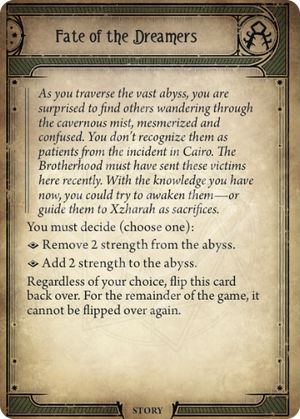 Fate of the Dreamers
As you traverse the vast abyss, you are
surprised to find others wandering through
the cavernous mist, mesmerized and
confused. You don't recognize them as
patients from the incident in Cairo. The
Brotherhood must have sent these victims
here recently. With the knowledge you have
now, you could try to awaken them—or
guide them to Xzharah as sacrifices.
You must decide (choose one):
Remove 2 strength from the abyss.
Add 2 strength to the abyss.
Regardless of your choice, flip this card
back over. For the remainder of the game, it
cannot be flipped over again.
STORY